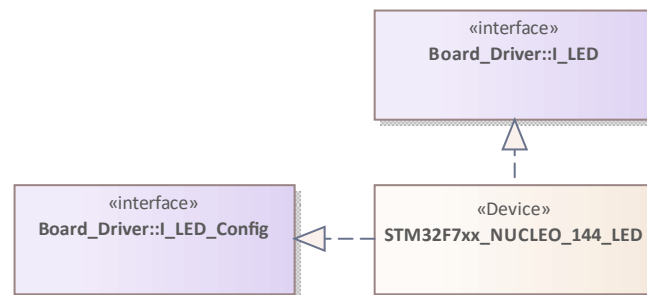 «interface»
Board_Driver::I_LED
«interface»
Board_Driver::I_LED_Config
«Device»
STM32F7xx_NUCLEO_144_LED